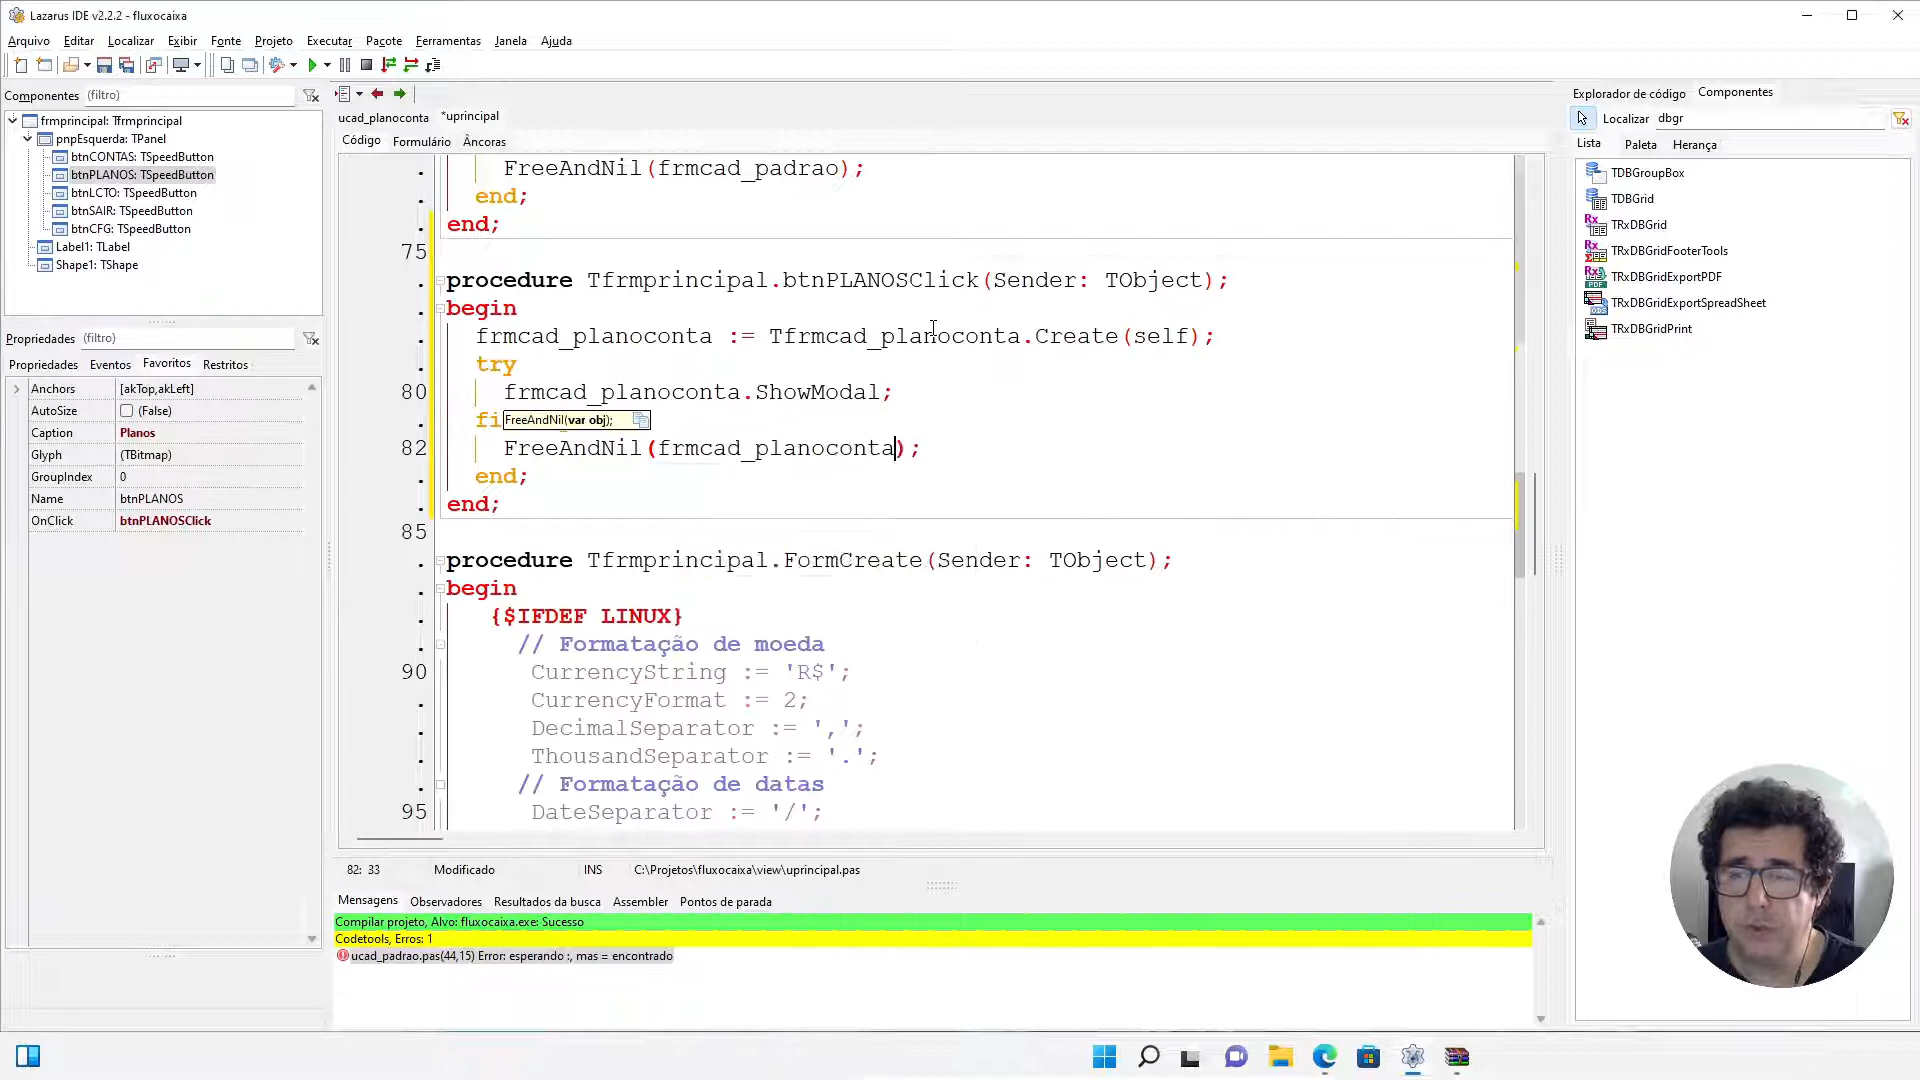 Lazarus IDE v2.2.2 - fluxocaixa
Arquivo Editar Localizar Exibir Fonte Projeto Executar Pacote Ferramentas Janela Ajuda
Componentes (filtro)
frmprincipal: Tfrmprincipal
pnpEsquerda: TPanel
btnCONTAS: TSpeedButton
btnPLANOS: TSpeedButton
btnLCTO: TSpeedButton
btnSAIR: TSpeedButton
btnCFG: TSpeedButton
Label1: TLabel
Shape1: TShape
Propriedades (filtro)
Propriedades Eventos Favoritos Restritos
Anchors [akTop,akLeft]
AutoSize (False)
Caption Planos
Glyph (TBitmap)
GroupIndex 0
Name btnPLANOS
OnClick btnPLANOSClick
ucad_planoconta *uprincipal
Código Formulário Âncoras
FreeAndNil(frmcad_padrao);
end;
end;
75
procedure Tfrmprincipal.btnPLANOSClick(Sender: TObject);
begin
frmcad_planoconta := Tfrmcad_planoconta.Create(self);
try
80 frmcad_planoconta.ShowModal;
fi FreeAndNil(var obj);
82 FreeAndNil(frmcad_planoconta);
end;
end;
85
procedure Tfrmprincipal.FormCreate(Sender: TObject);
begin
{$IFDEF LINUX}
// Formatação de moeda
90 CurrencyString := 'R$';
CurrencyFormat := 2;
DecimalSeparator := ',';
ThousandSeparator := '.';
// Formatação de datas
95 DateSeparator := '/';
82: 33 Modificado INS C:\Projetos\fluxocaixa\view\uprincipal.pas
Mensagens Observadores Resultados da busca Assembler Pontos de parada
Compilar projeto, Alvo: fluxocaixa.exe: Sucesso
Codetools, Erros: 1
ucad_padrao.pas(44,15) Error: esperando :, mas = encontrado
Explorador de código Componentes
Localizar dbgr
Lista Paleta Herança
TDBGroupBox
TDBGrid
TRxDBGrid
TRxDBGridFooterTools
TRxDBGridExportPDF
TRxDBGridExportSpreadSheet
TRxDBGridPrint